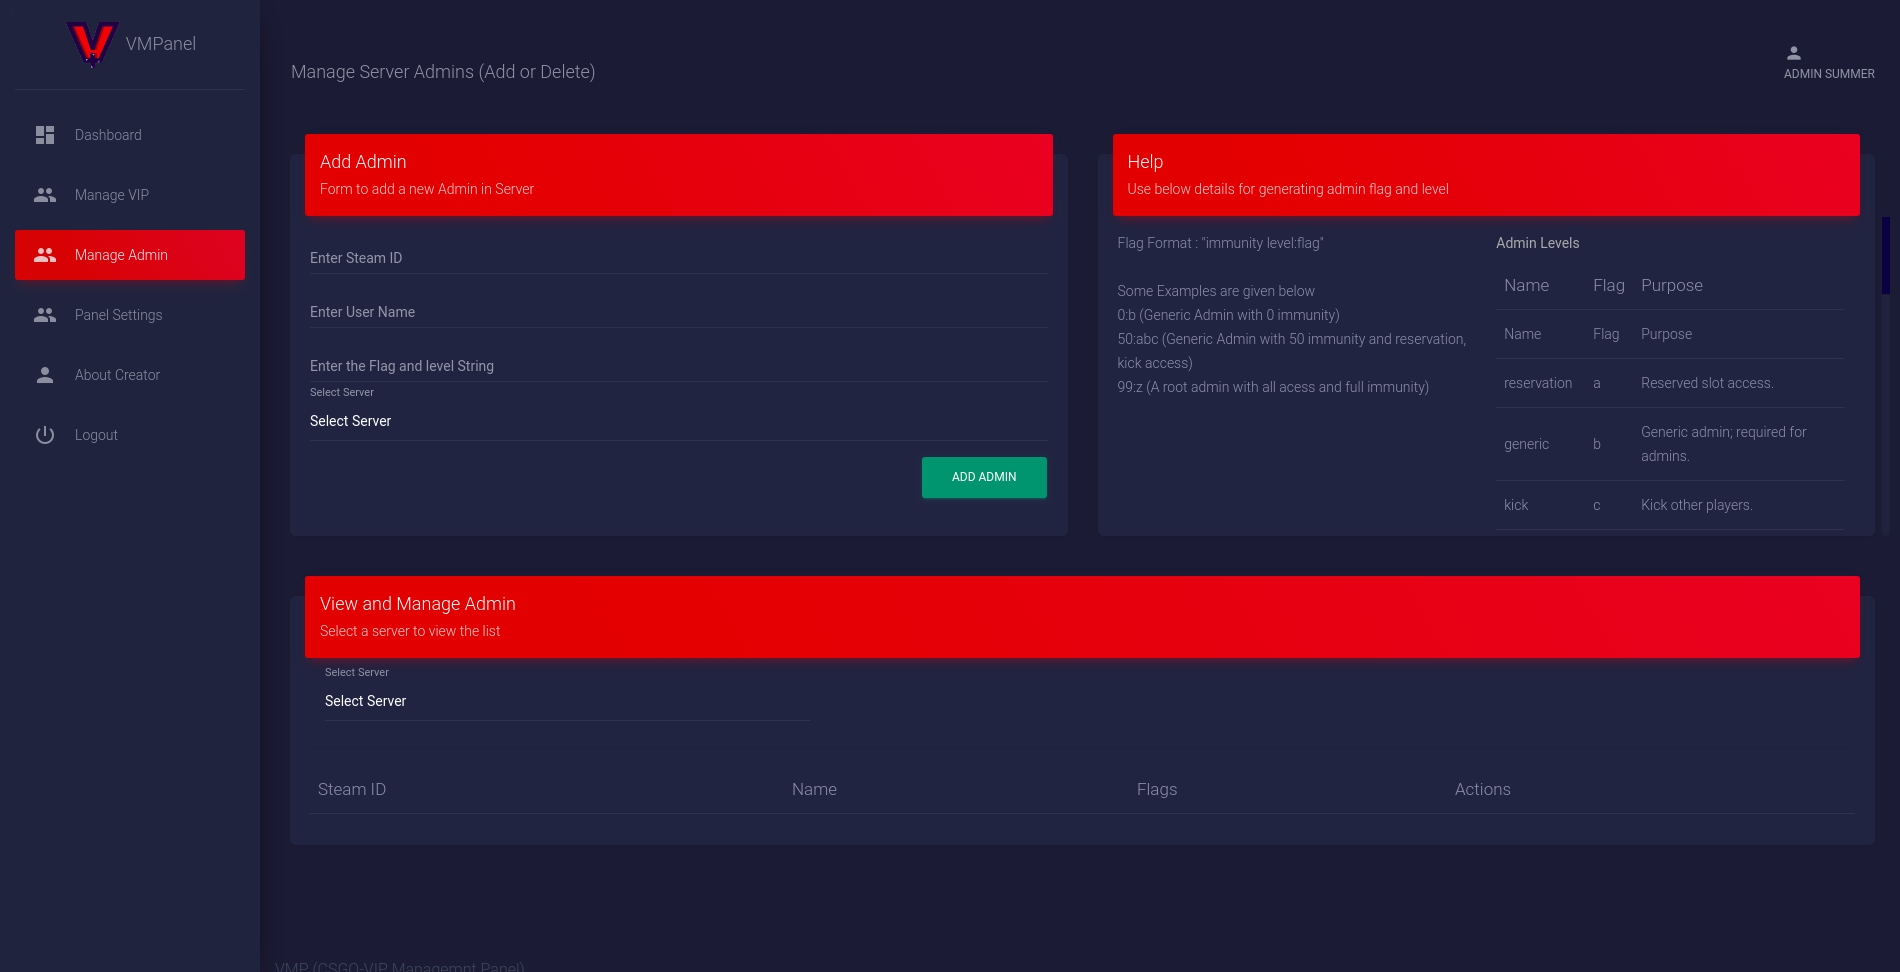 VMPanel
Dashboard
Manage VIP
Manage Admin
Panel Settings
About Creator
Logout
Manage Server Admins (Add or Delete)
ADMIN SUMMER
Add Admin
Form to add a new Admin in Server
Enter Steam ID
Enter User Name
Enter the Flag and level String
Select Server
Select Server
ADD ADMIN
Help
Use below details for generating admin flag and level
Flag Format : "immunity level:flag"
Some Examples are given below
0:b (Generic Admin with 0 immunity)
50:abc (Generic Admin with 50 immunity and reservation,
kick access)
99:z (A root admin with all acess and full immunity)
Admin Levels
Name Flag Purpose
Name Flag Purpose
reservation a Reserved slot access.
generic b Generic admin; required for
admins.
kick c Kick other players.
View and Manage Admin
Select a server to view the list
Select Server
Select Server
Steam ID Name Flags Actions
VMP (CSGO-VIP Managemnt Panel)